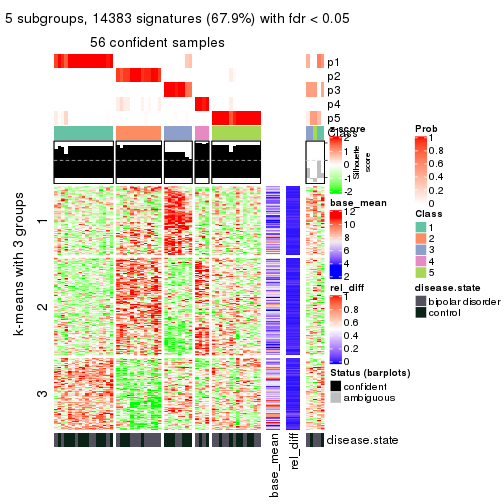 5 subgroups, 14383 signatures (67.9%) with fdr < 0.05
56 confident samples
p1
p2
p3
p4
p5
Class
Silhouette
score
1
2
3
k-means with 3 groups
disease.state
base_mean
rel_diff
z-score
2
1
0
-1
-2
base_mean
12
10
8
6
4
2
rel_diff
1
0.8
0.6
0.4
0.2
0
Status (barplots)
confident
ambiguous
Prob
1
0.8
0.6
0.4
0.2
0
Class
1
2
3
4
5
disease.state
bipolar disorder
control